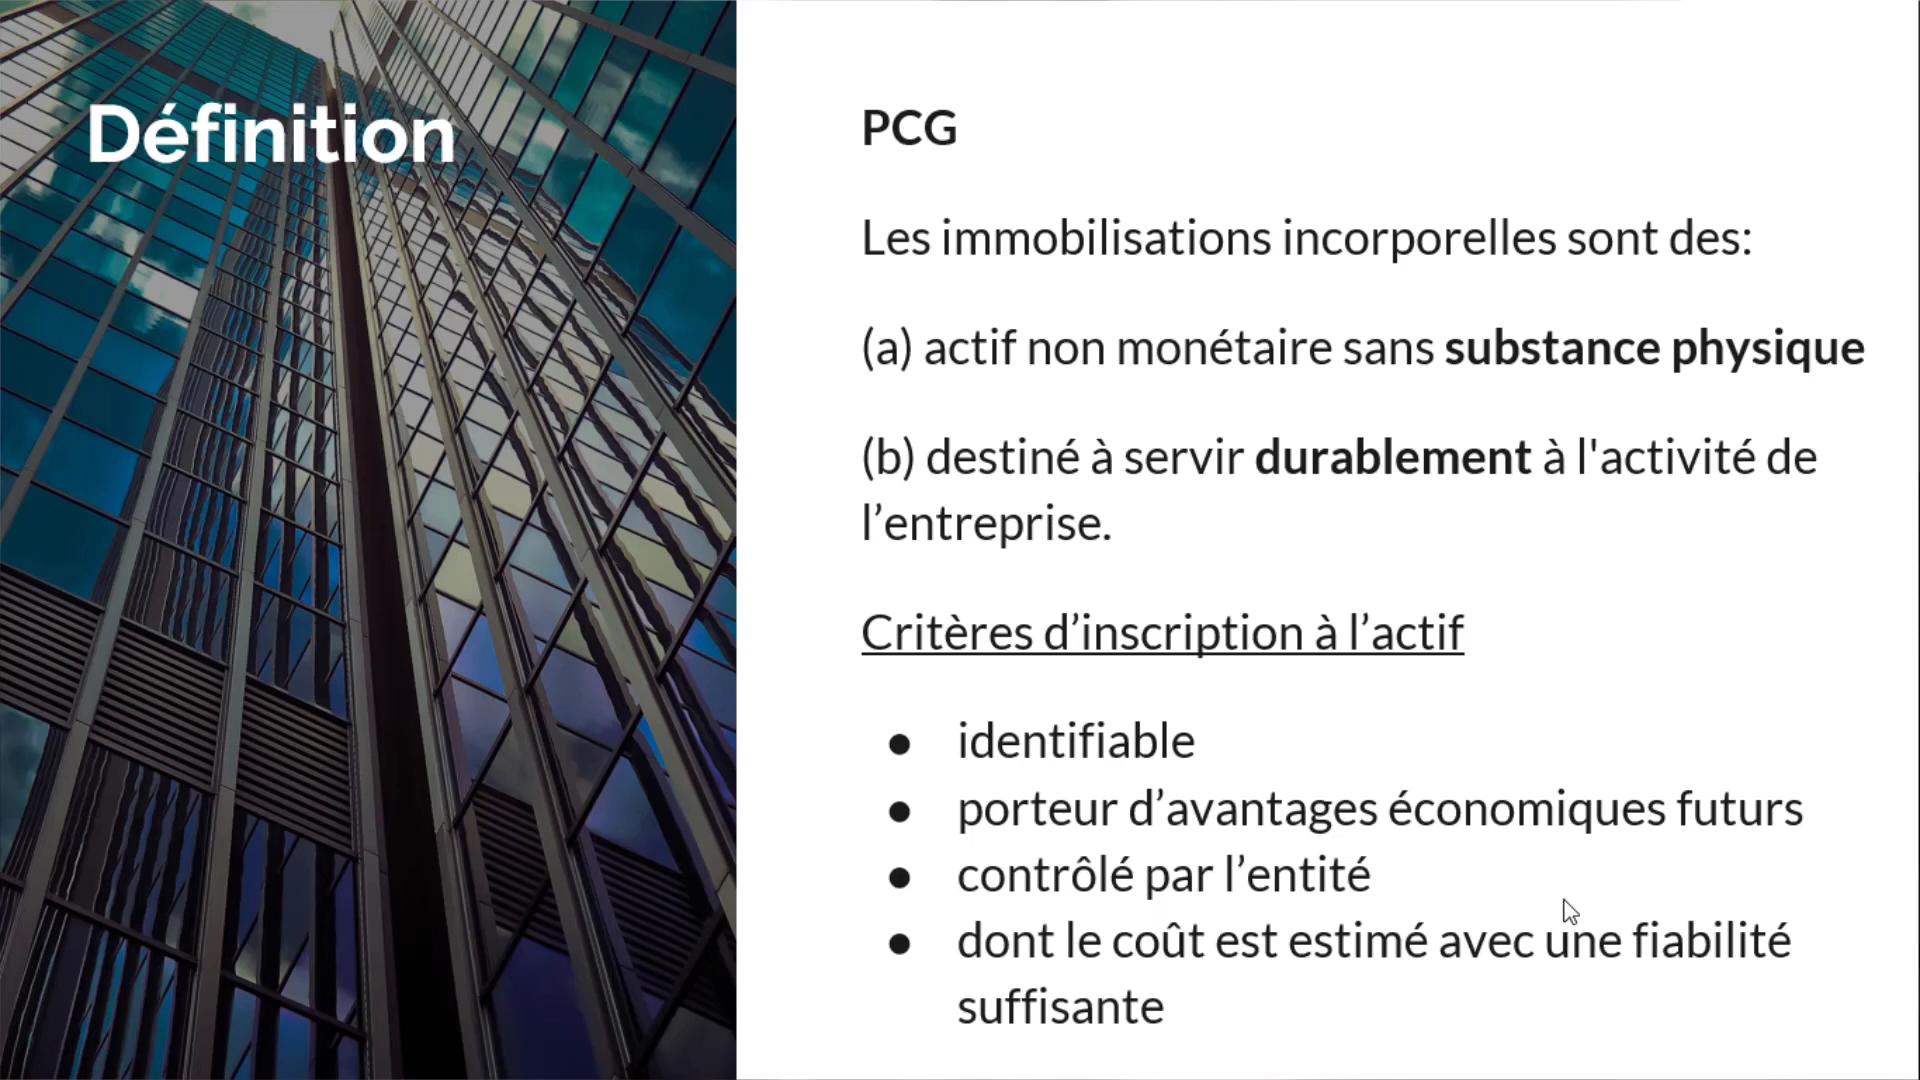 Définition
PCG
Les immobilisations incorporelles sont des:
(a) actif non monétaire sans substance physique
(b) destiné à servir durablement à l'activité de
l’entreprise.
Critères d’inscription à l’actif
● identifiable
● porteur d’avantages économiques futurs
● contrôlé par l’entité
● dont le coût est estimé avec une fiabilité
suffisante